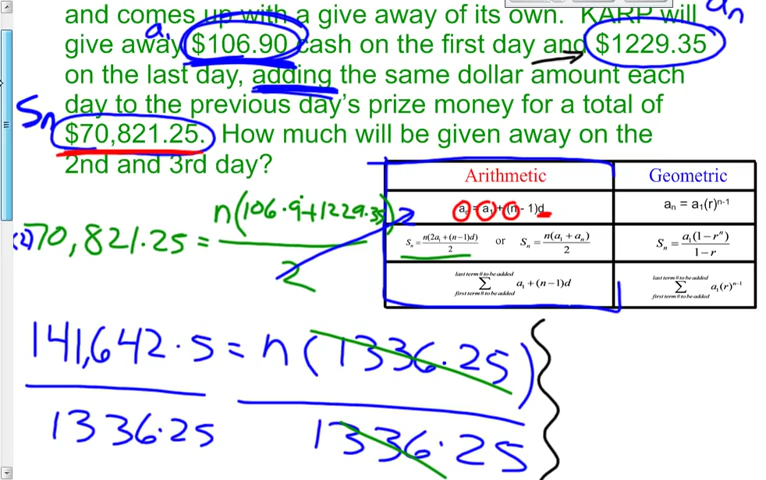 and comes up with a give away of its own. KARP will
aₙ
a₁
give away $106.90 cash on the first day and $1229.35
on the last day, adding the same dollar amount each
Sₙ
day to the previous day's prize money for a total of
$70,821.25. How much will be given away on the
2nd and 3rd day?
Arithmetic Geometric
aₙ = a₁ + (n - 1)d aₙ = a₁(r)ⁿ⁻¹
Sₙ = n(2a₁ + (n−1)d)/2 or Sₙ = n(a₁ + aₙ)/2 Sₙ = a₁(1−rⁿ)/(1−r)
last term # to be added last term # to be added
∑ a₁ + (n−1)d ∑ a₁(r)ⁿ⁻¹
first term # to be added first term # to be added
(2)70,821.25 = n(106.9+1229.35)
2
141,642.5 = n(1336.25)
1336.25 1336.25